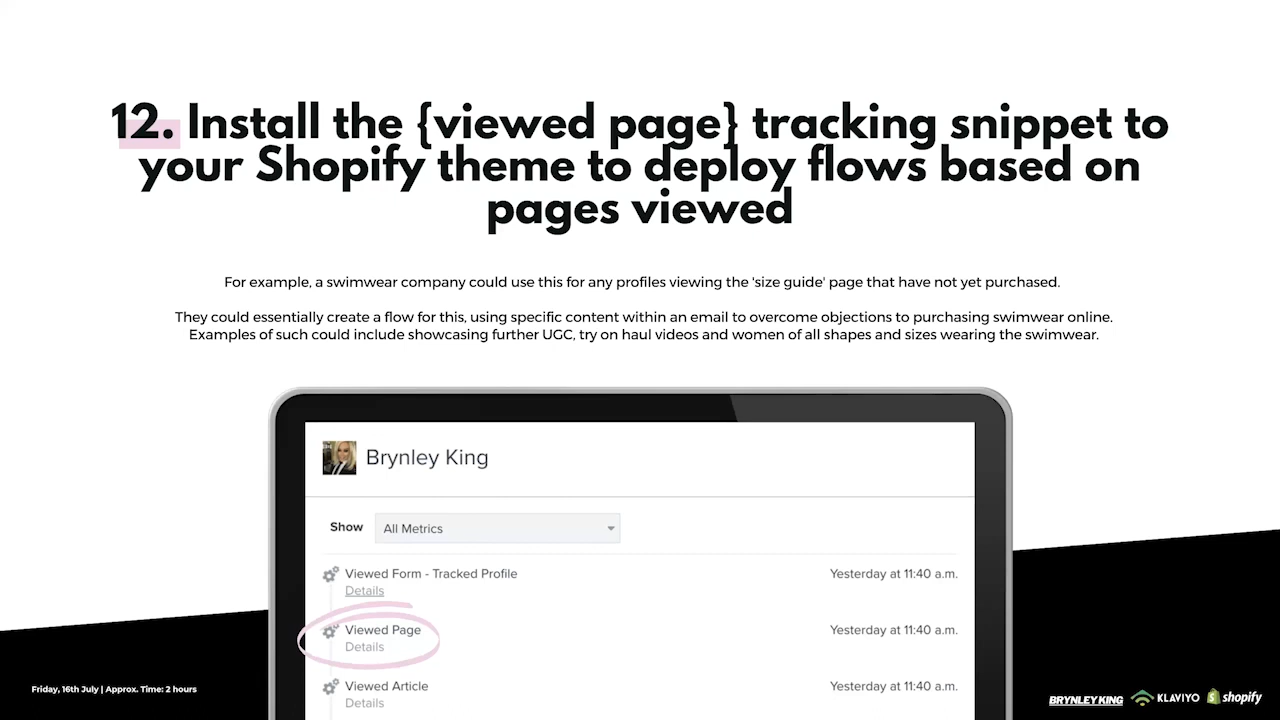 12. Install the {viewed page} tracking snippet to
your Shopify theme to deploy flows based on
pages viewed
For example, a swimwear company could use this for any profiles viewing the 'size guide' page that have not yet purchased.
They could essentially create a flow for this, using specific content within an email to overcome objections to purchasing swimwear online.
Examples of such could include showcasing further UGC, try on haul videos and women of all shapes and sizes wearing the swimwear.
Brynley King
Show All Metrics
Viewed Form - Tracked Profile Yesterday at 11:40 a.m.
Details
Viewed Page Yesterday at 11:40 a.m.
Details
Viewed Article Yesterday at 11:40 a.m.
Details
Friday, 16th July | Approx. Time: 2 hours
BRYNLEY KING KLAVIYO shopify